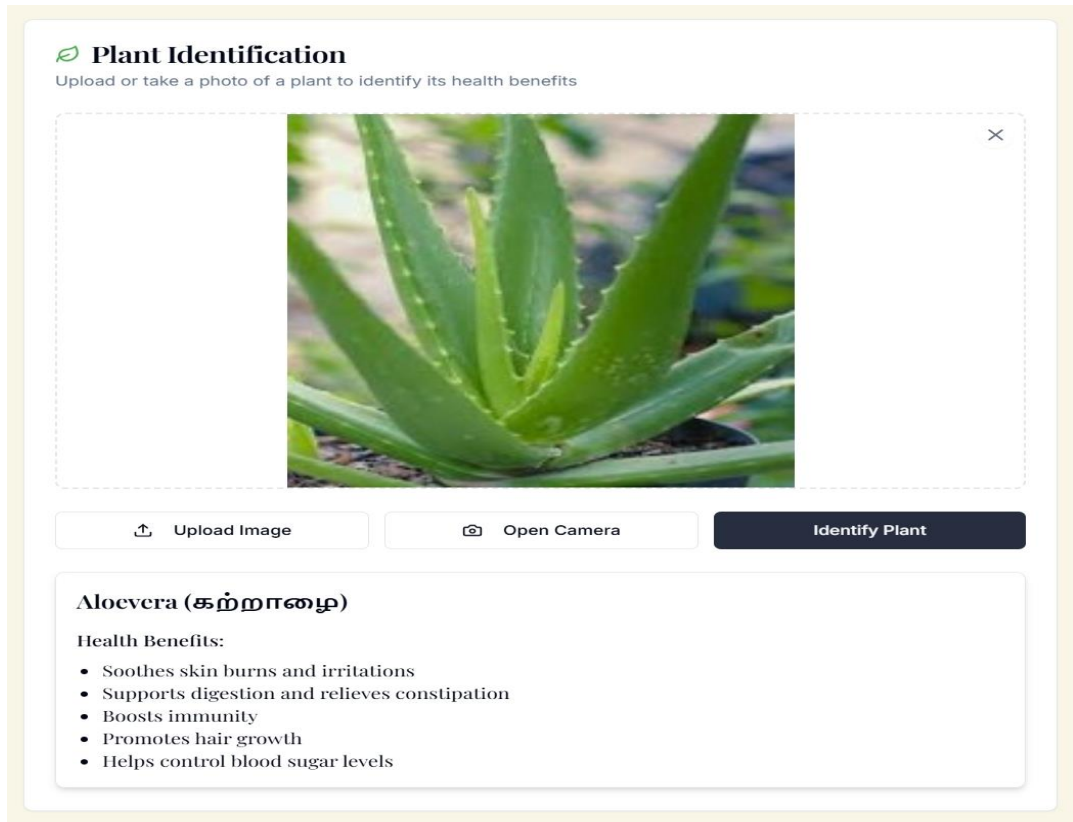 Plant Identification
Upload or take a photo of a plant to identify its health benefits
Upload Image
Open Camera
Identify Plant
Aloevera (கற்றாழை)
Health Benefits:
Soothes skin burns and irritations
Supports digestion and relieves constipation
Boosts immunity
Promotes hair growth
Helps control blood sugar levels